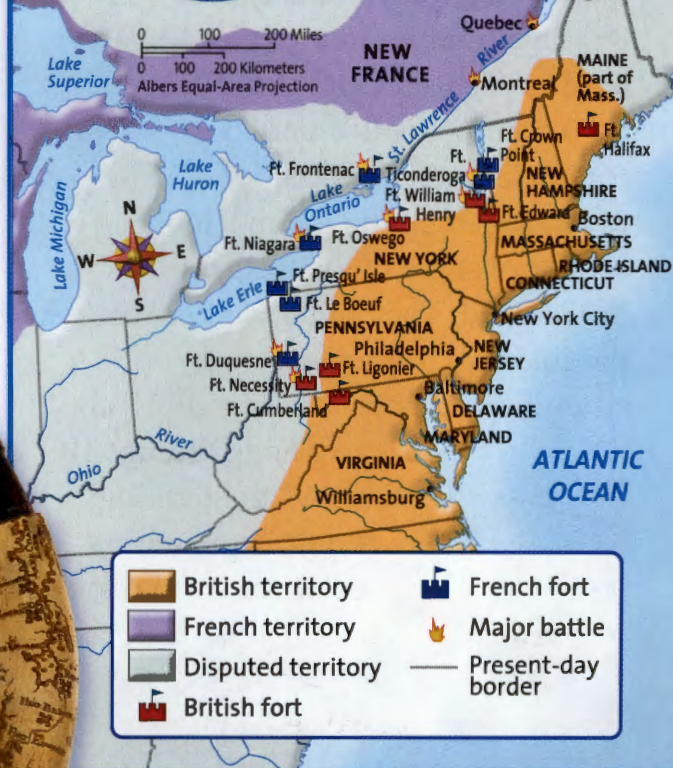 Quebec
0 100 200 Miles
0 100 200 Kilometers
Albers Equal-Area Projection
NEW
FRANCE
River
St. Lawrence
Montreal
MAINE
(part of
Mass.)
Lake
Superior
Ft.
Halifax
Ft. Crown
Point
Ft.
Ticonderoga
Ft. Frontenac
Lake
Huron
Lake Michigan
Lake
Ontario
Ft. William
Henry
NEW
HAMPSHIRE
Ft. Edward
Boston
N
W E
S
Ft. Niagara
Ft. Oswego
NEW YORK
MASSACHUSETTS
RHODE ISLAND
CONNECTICUT
Lake Erie
Ft. Presqu' Isle
Ft. Le Boeuf
New York City
PENNSYLVANIA
Philadelphia
NEW
JERSEY
Ft. Duquesne
Ft. Ligonier
Ft. Necessity
Ft. Cumberland
Baltimore
DELAWARE
MARYLAND
Ohio
River
VIRGINIA
Williamsburg
ATLANTIC
OCEAN
British territory
French territory
Disputed territory
British fort
French fort
Major battle
Present-day
border